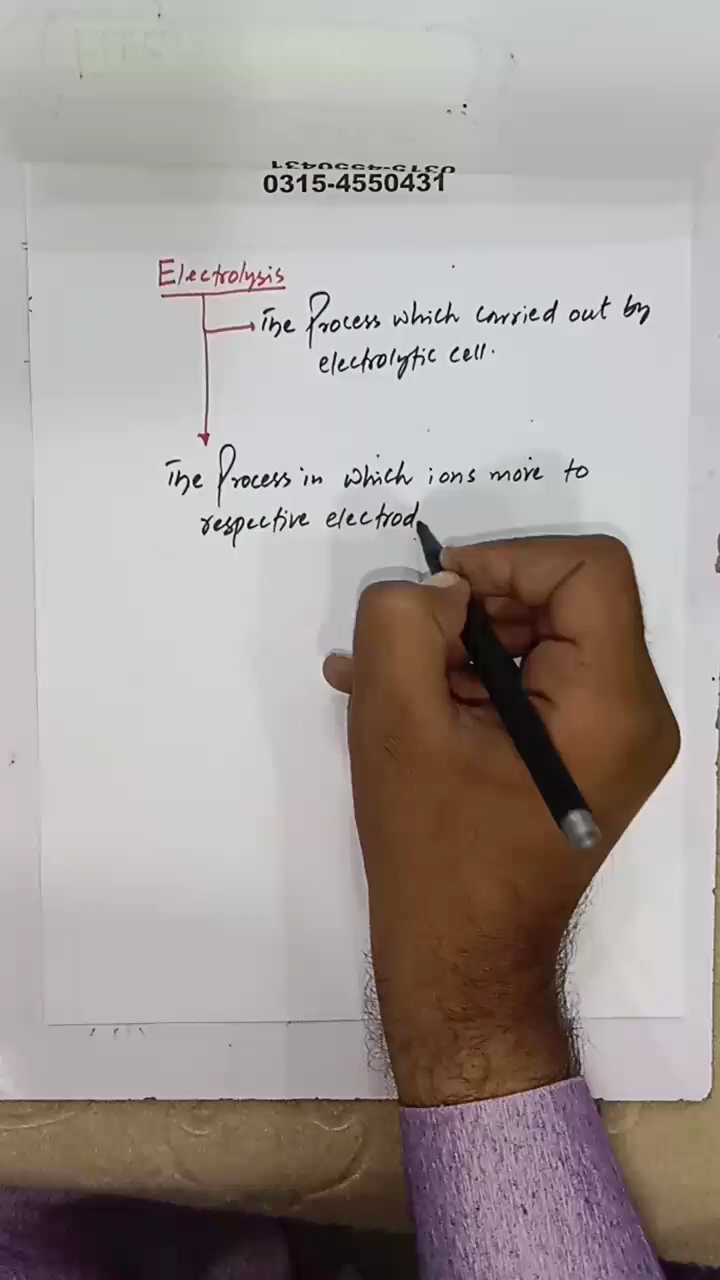 0315-4550431
Electrolysis
The Process which carried out by
electrolytic cell.
The Process in which ions move to
respective electrod